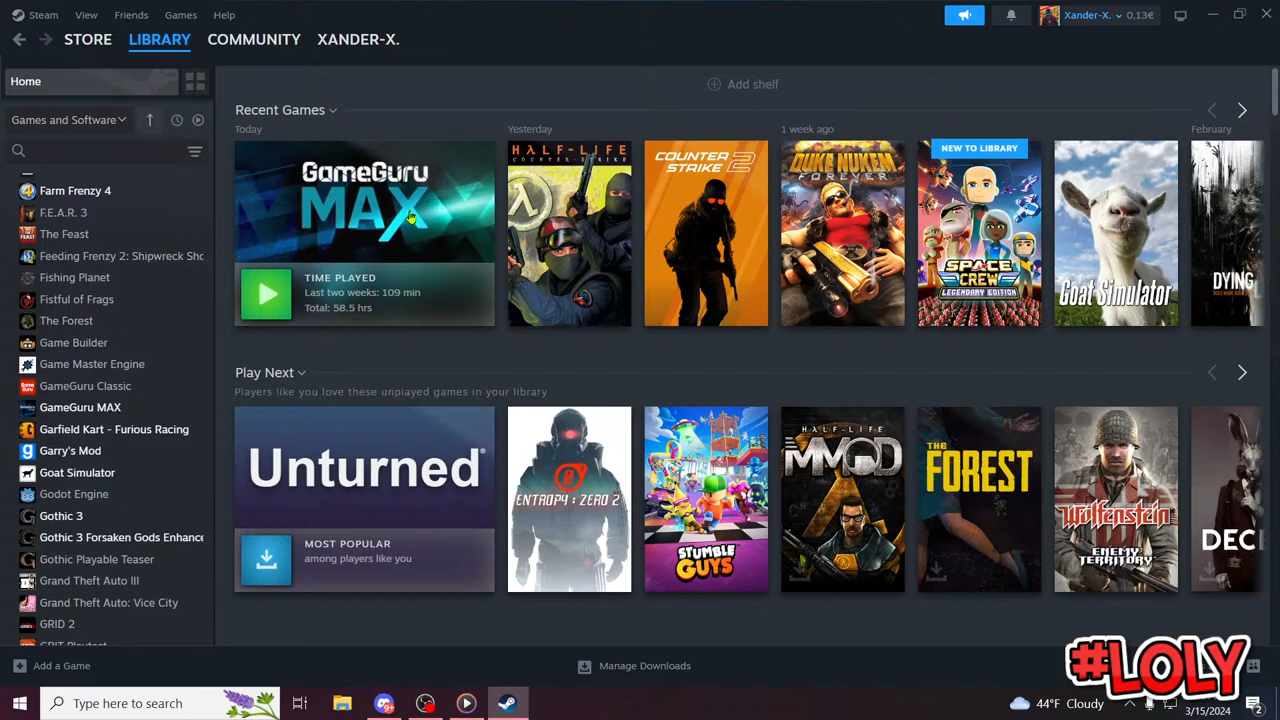 Steam View Friends Games Help Xander-X. 0,13€
STORE LIBRARY COMMUNITY XANDER-X.
Home
Games and Software
Farm Frenzy 4
F.E.A.R. 3
The Feast
Feeding Frenzy 2: Shipwreck Sho
Fishing Planet
Fistful of Frags
The Forest
Game Builder
Game Master Engine
GameGuru Classic
GameGuru MAX
Garfield Kart - Furious Racing
Garry's Mod
Goat Simulator
Godot Engine
Gothic 3
Gothic 3 Forsaken Gods Enhance
Gothic Playable Teaser
Grand Theft Auto III
Grand Theft Auto: Vice City
GRID 2
GRIT Playtest
Add a Game
Add shelf
Recent Games
Today
Yesterday
1 week ago
February
GameGuru
MAX
TIME PLAYED
Last two weeks: 109 min
Total: 58.5 hrs
HΛLF-LIFE
COUNTER-STRIKE
COUNTER
STRIKE 2
DUKE NUKEM
FOREVER
NEW TO LIBRARY
SPACE
CREW
LEGENDARY EDITION
Goat Simulator
DYING
Play Next
Players like you love these unplayed games in your library
Unturned®
MOST POPULAR
among players like you
ENTROP4 : ZERO 2
STUMBLE
GUYS
HΛLF-LIFE
MMOD
THE
FOREST
Wolfenstein
ENEMY
TERRITORY
DECE
Manage Downloads
#LOLY
Type here to search
9+
44°F Cloudy
3/15/2024
2